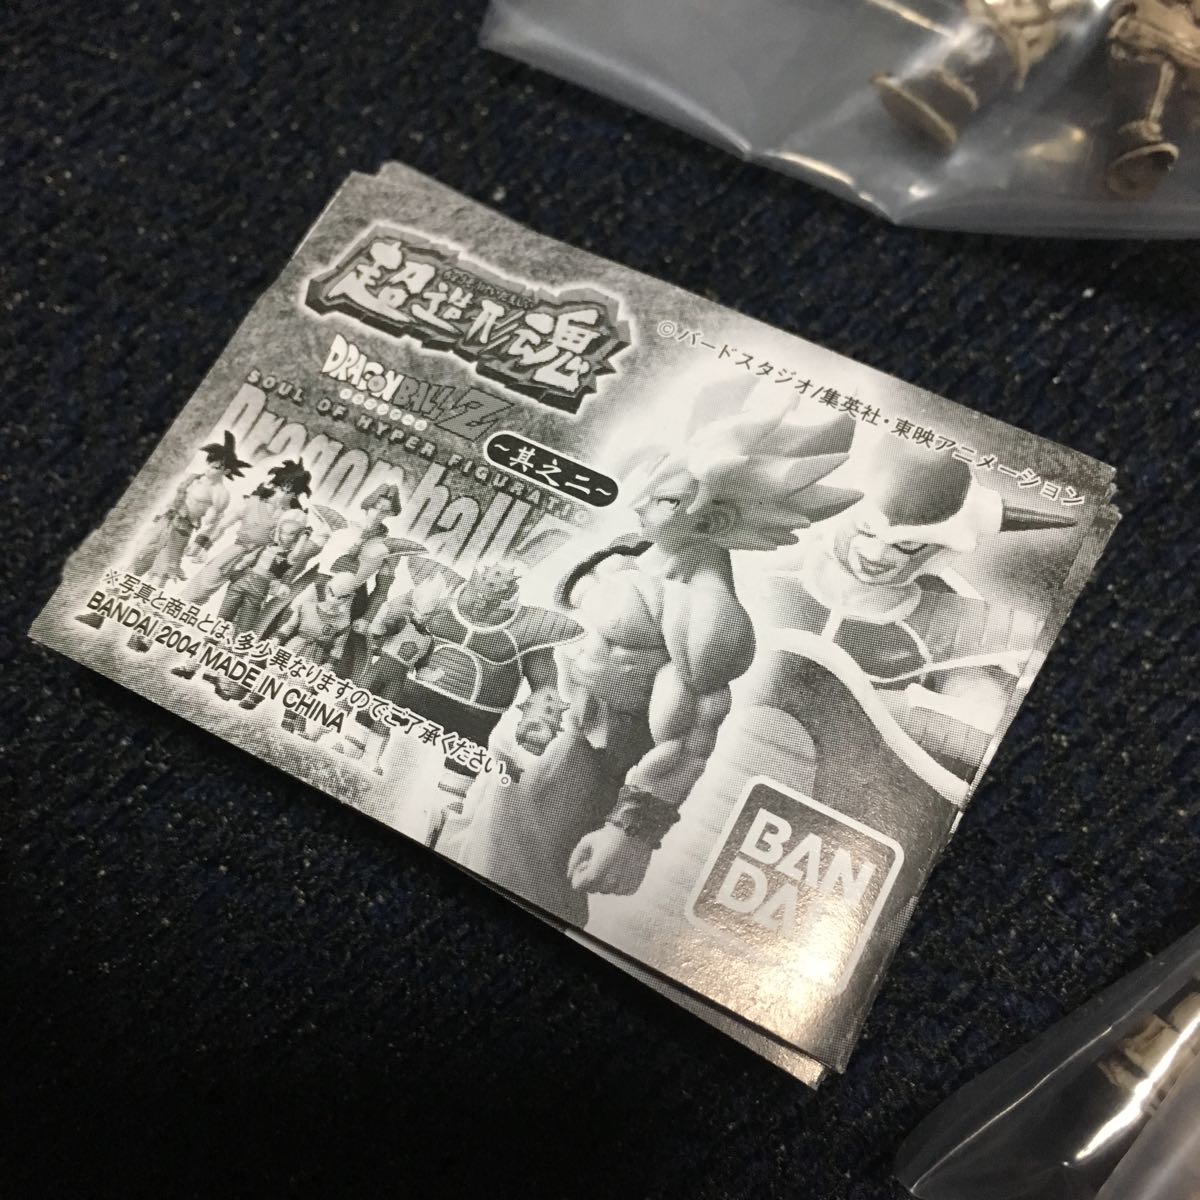 超造形魂
DRAGONBALL Z
SOUL OF HYPER FIGURATION
Dragonball Z
~其之二~
©バードスタジオ/集英社・東映アニメーション
※写真と商品とは、多少異なりますのでご了承ください。
BANDAI 2004 MADE IN CHINA
BANDAI